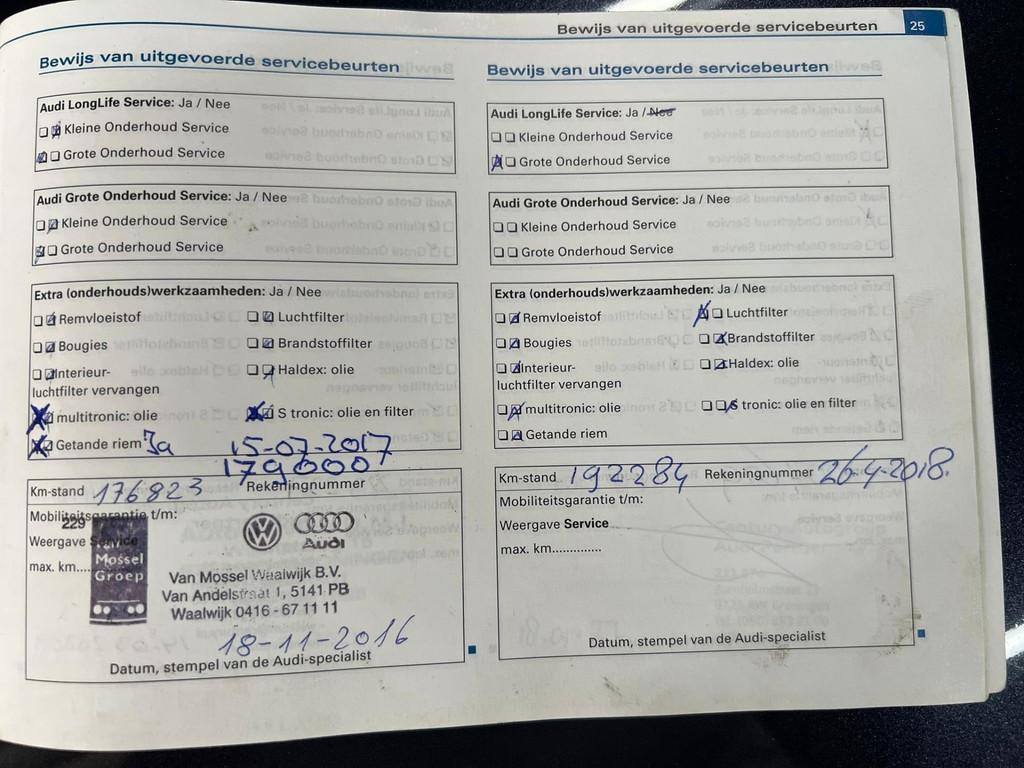 Bewijs van uitgevoerde servicebeurten 25
Bewijs van uitgevoerde servicebeurten
Audi LongLife Service: Ja / Nee
Kleine Onderhoud Service
Grote Onderhoud Service
Audi Grote Onderhoud Service: Ja / Nee
Kleine Onderhoud Service
Grote Onderhoud Service
Extra (onderhouds)werkzaamheden: Ja / Nee
Remvloeistof Luchtfilter
Bougies Brandstoffilter
Interieur- Haldex: olie
luchtfilter vervangen
multitronic: olie S tronic: olie en filter
Getande riem Ja 15-07-2017
179000
Km-stand 176823 Rekeningnummer
Mobiliteitsgarantie t/m:
229
Weergave Service
max. km....
Mossel
Groep
Audi
Van Mossel Waalwijk B.V.
Van Andelstraat 1, 5141 PB
Waalwijk 0416 - 67 11 11
18-11-2016
Datum, stempel van de Audi-specialist
Bewijs van uitgevoerde servicebeurten
Audi LongLife Service: Ja / Nee
Kleine Onderhoud Service
Grote Onderhoud Service
Audi Grote Onderhoud Service: Ja / Nee
Kleine Onderhoud Service
Grote Onderhoud Service
Extra (onderhouds)werkzaamheden: Ja / Nee
Remvloeistof Luchtfilter
Bougies Brandstoffilter
Interieur- Haldex: olie
luchtfilter vervangen
multitronic: olie S tronic: olie en filter
Getande riem
Km-stand 192284 Rekeningnummer 26-4-2018.
Mobiliteitsgarantie t/m:
Weergave Service
max. km..............
Datum, stempel van de Audi-specialist